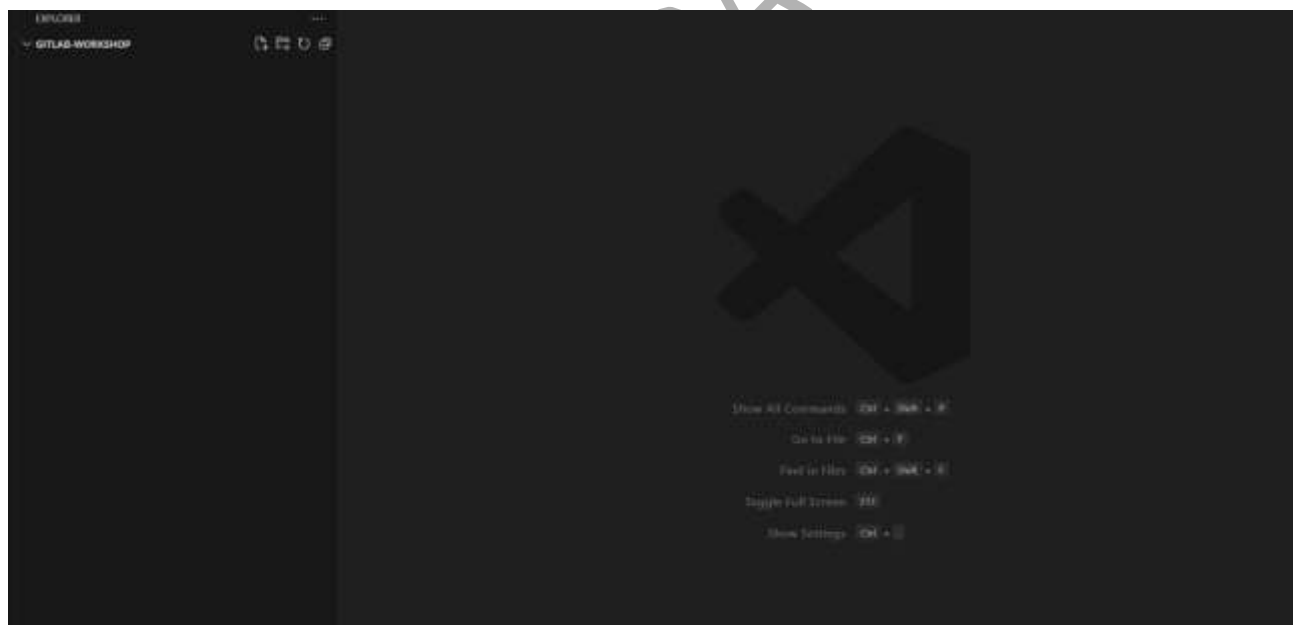 EXPLORER ...
GITLAB-WORKSHOP
Show All Commands Ctrl + Shift + P
Go to File Ctrl + P
Find in Files Ctrl + Shift + F
Toggle Full Screen F11
Show Settings Ctrl + ,